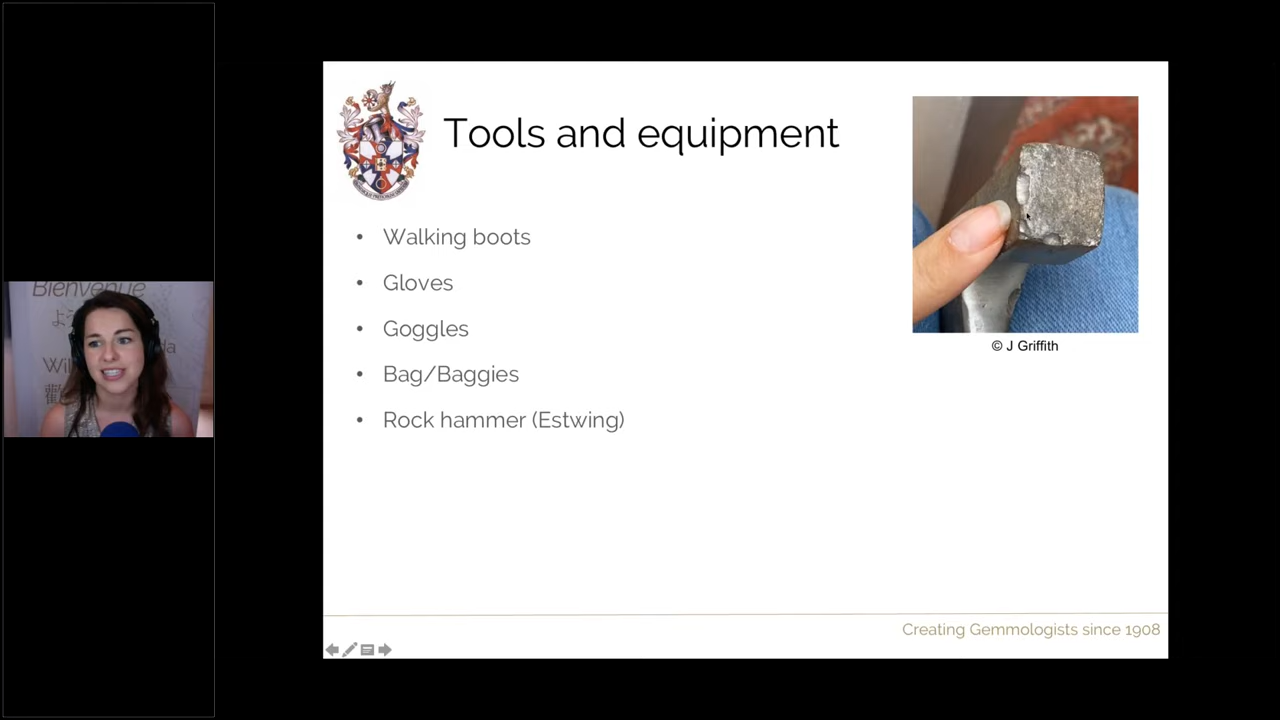 Tools and equipment
• Walking boots
• Gloves
• Goggles
• Bag/Baggies
• Rock hammer (Estwing)
© J Griffith
Creating Gemmologists since 1908
Bienvenue